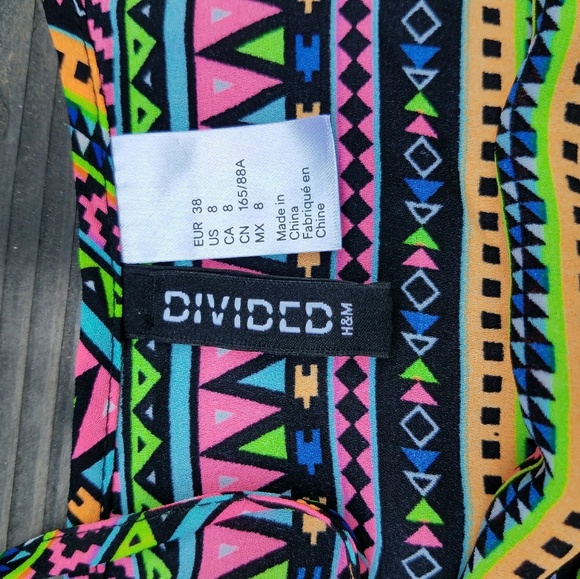 EUR 38
US 8
CA 8
CN 165/88A
MX 8
Made in
China
Fabriqué en
Chine
DIVIDED
H&M